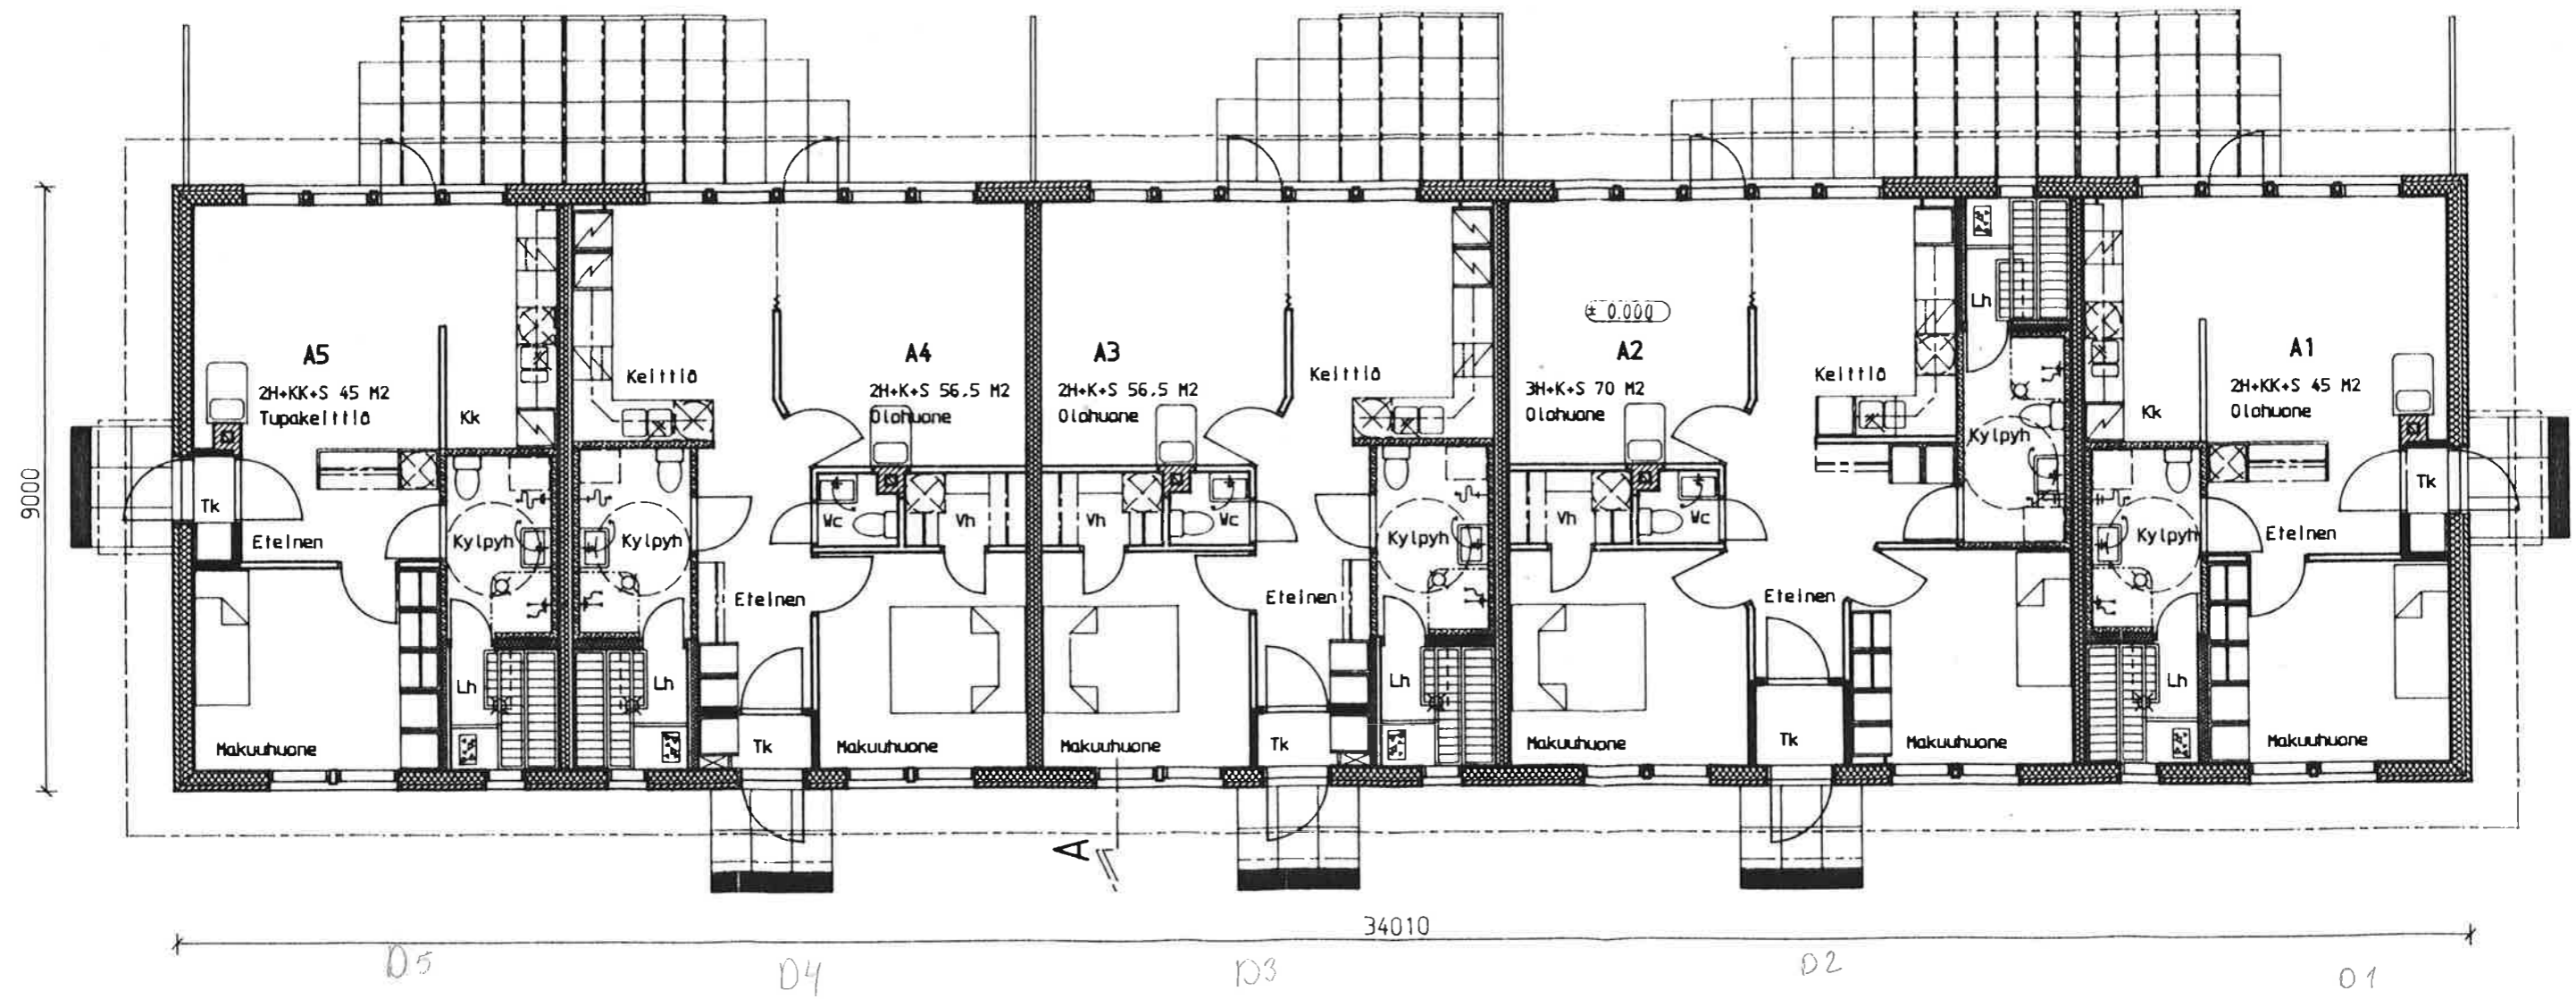 ± 0.000
A5
2H+KK+S 45 M2
Tupakeittiö
Kk
Keittiö
A4
2H+K+S 56.5 M2
Olohuone
A3
2H+K+S 56.5 M2
Olohuone
Keittiö
A2
3H+K+S 70 M2
Olohuone
Keittiö
Lh
Kylpyh
Kk
A1
2H+KK+S 45 M2
Olohuone
9000
Tk
Eteinen
Kylpyh
Kylpyh
Wc
Vh
Vh
Wc
Kylpyh
Vh
Wc
Kylpyh
Eteinen
Tk
Eteinen
Eteinen
Eteinen
Makuuhuone
Lh
Lh
Tk
Makuuhuone
Makuuhuone
Tk
Lh
Makuuhuone
Tk
Makuuhuone
Lh
Makuuhuone
A
34010
D5
D4
D3
D2
D1